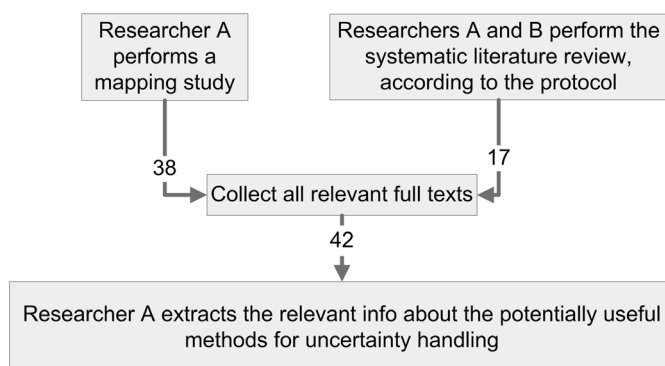 Researcher A
performs a
mapping study
Researchers A and B perform the
systematic literature review,
according to the protocol
38
17
Collect all relevant full texts
42
Researcher A extracts the relevant info about the potentially useful
methods for uncertainty handling